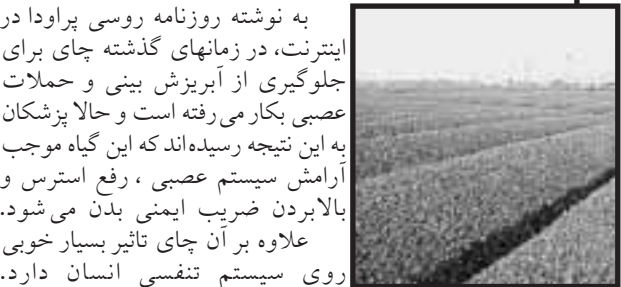 به نوشته روزنامه روسی پراودا در
اینترنت، در زمانهای گذشته چای برای
جلوگیری از آبریزش بینی و حملات
عصبی بکار می‌رفته است و حالا پزشکان
به این نتیجه رسیده‌اند که این گیاه موجب
آرامش سیستم عصبی ، رفع استرس و
بالابردن ضریب ایمنی بدن می‌شود.
علاوه بر آن چای تاثیر بسیار خوبی
روی سیستم تنفسی انسان دارد.